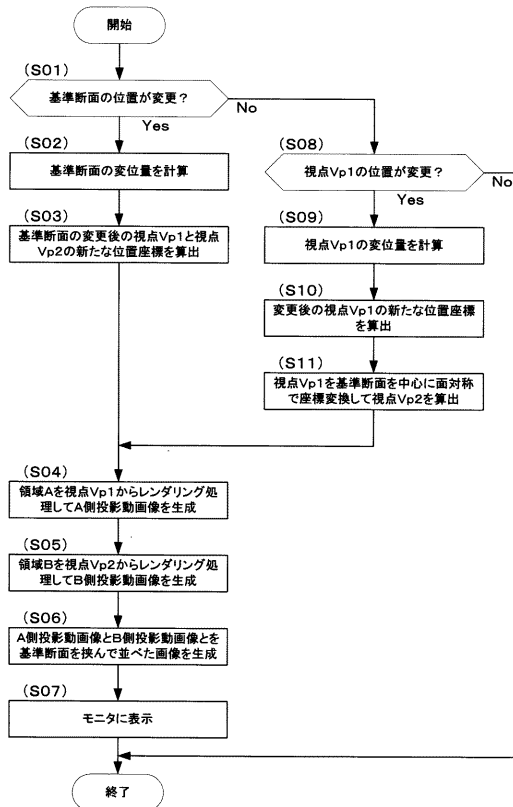 開始
(S01)
基準断面の位置が変更?
No
Yes
(S02)
基準断面の変位量を計算
(S03)
基準断面の変更後の視点Vp1と視点
Vp2の新たな位置座標を算出
(S08)
視点Vp1の位置が変更?
No
Yes
(S09)
視点Vp1の変位量を計算
(S10)
変更後の視点Vp1の新たな位置座標
を算出
(S11)
視点Vp1を基準断面を中心に面対称
で座標変換して視点Vp2を算出
(S04)
領域Aを視点Vp1からレンダリング処
理してA側投影動画像を生成
(S05)
領域Bを視点Vp2からレンダリング処
理してB側投影動画像を生成
(S06)
A側投影動画像とB側投影動画像とを
基準断面を挟んで並べた画像を生成
(S07)
モニタに表示
終了